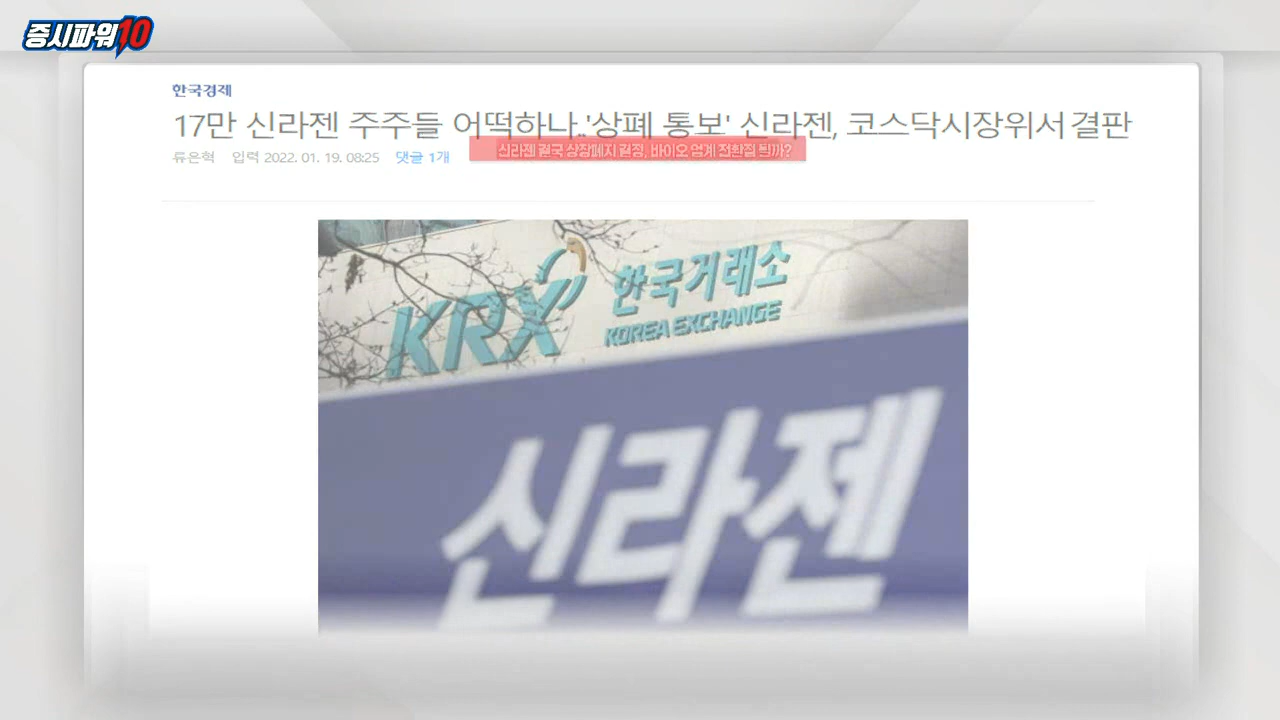 증시파워10
한국경제
17만 신라젠 주주들 어떡하나..'상폐 통보' 신라젠, 코스닥시장위서 결판
류은혁 입력 2022. 01. 19. 08:25 댓글 1개
신라젠 결국 상장폐지 결정, 바이오 업계 전환점 될까?
KRX 한국거래소
KOREA EXCHANGE
신라젠